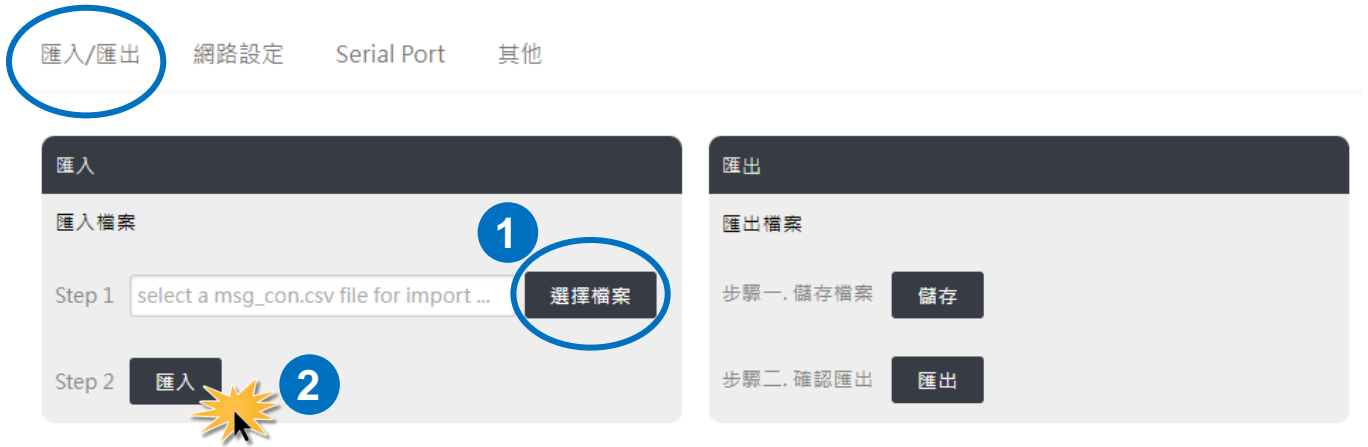 匯入/匯出 網路設定 Serial Port 其他
匯入
匯入檔案
1
Step 1 select a msg_con.csv file for import ... 選擇檔案
Step 2 匯入 2
匯出
匯出檔案
步驟一. 儲存檔案 儲存
步驟二. 確認匯出 匯出